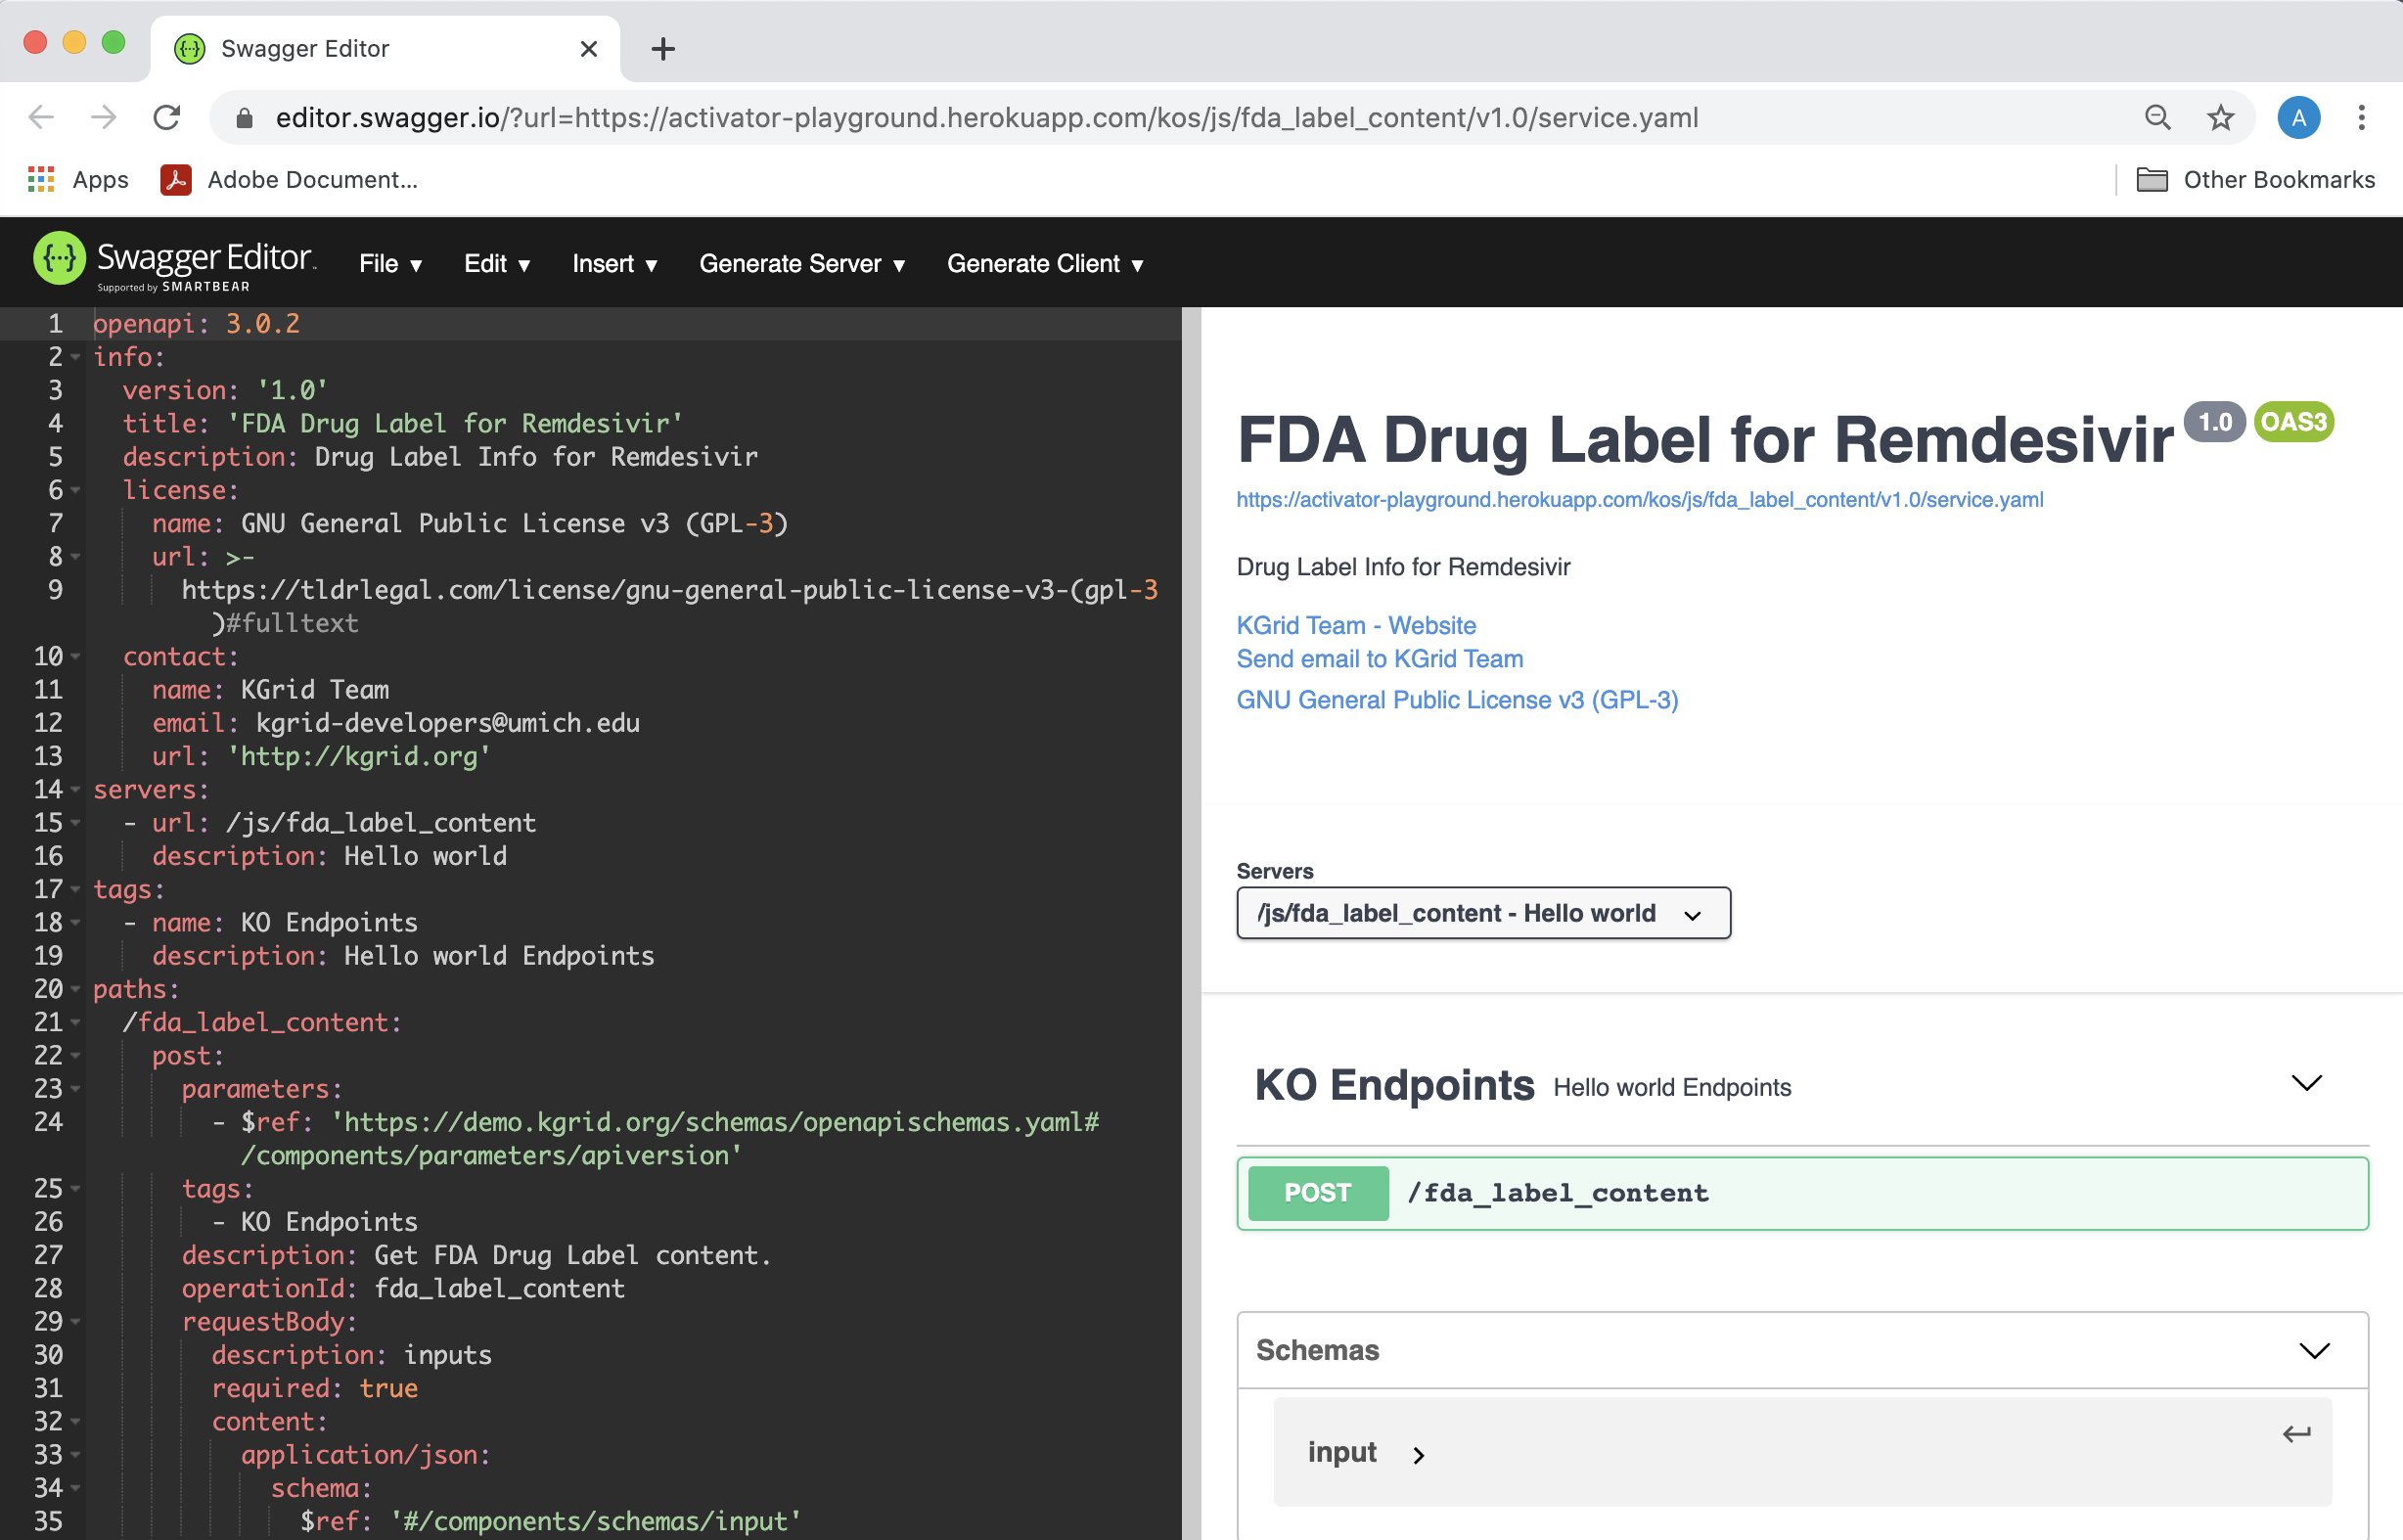 Swagger Editor
editor.swagger.io/?url=https://activator-playground.herokuapp.com/kos/js/fda_label_content/v1.0/service.yaml
A
Apps
Adobe Document...
Other Bookmarks
{···} Swagger Editor
Supported by SMARTBEAR
File ▼ Edit ▼ Insert ▼ Generate Server ▼ Generate Client ▼
1 openapi: 3.0.2
2 info:
3 version: '1.0'
4 title: 'FDA Drug Label for Remdesivir'
5 description: Drug Label Info for Remdesivir
6 license:
7 name: GNU General Public License v3 (GPL-3)
8 url: >-
9 https://tldrlegal.com/license/gnu-general-public-license-v3-(gpl-3
)#fulltext
10 contact:
11 name: KGrid Team
12 email: kgrid-developers@umich.edu
13 url: 'http://kgrid.org'
14 servers:
15 - url: /js/fda_label_content
16 description: Hello world
17 tags:
18 - name: KO Endpoints
19 description: Hello world Endpoints
20 paths:
21 /fda_label_content:
22 post:
23 parameters:
24 - $ref: 'https://demo.kgrid.org/schemas/openapischemas.yaml#
/components/parameters/apiversion'
25 tags:
26 - KO Endpoints
27 description: Get FDA Drug Label content.
28 operationId: fda_label_content
29 requestBody:
30 description: inputs
31 required: true
32 content:
33 application/json:
34 schema:
35 $ref: '#/components/schemas/input'
FDA Drug Label for Remdesivir 1.0 OAS3
https://activator-playground.herokuapp.com/kos/js/fda_label_content/v1.0/service.yaml
Drug Label Info for Remdesivir
KGrid Team - Website
Send email to KGrid Team
GNU General Public License v3 (GPL-3)
Servers
/js/fda_label_content - Hello world
KO Endpoints Hello world Endpoints
POST /fda_label_content
Schemas
input